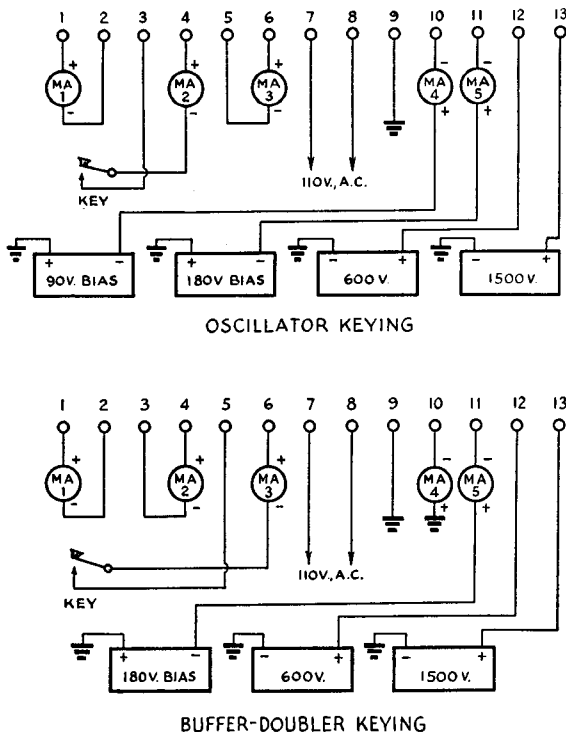 1 2 3 4 5 6 7 8 9 10 11 12 13
+ + + - -
MA 1 MA 2 MA 3 MA 4 MA 5
- - - + +
KEY
110V., A.C.
+ - + - - + - +
90V. BIAS 180V BIAS 600 V. 1500 V.
OSCILLATOR KEYING
1 2 3 4 5 6 7 8 9 10 11 12 13
+ + + - -
MA 1 MA 2 MA 3 MA 4 MA 5
- - - + +
KEY
110V., A.C.
+ - - + - +
180V. BIAS 600V. 1500 V.
BUFFER-DOUBLER KEYING